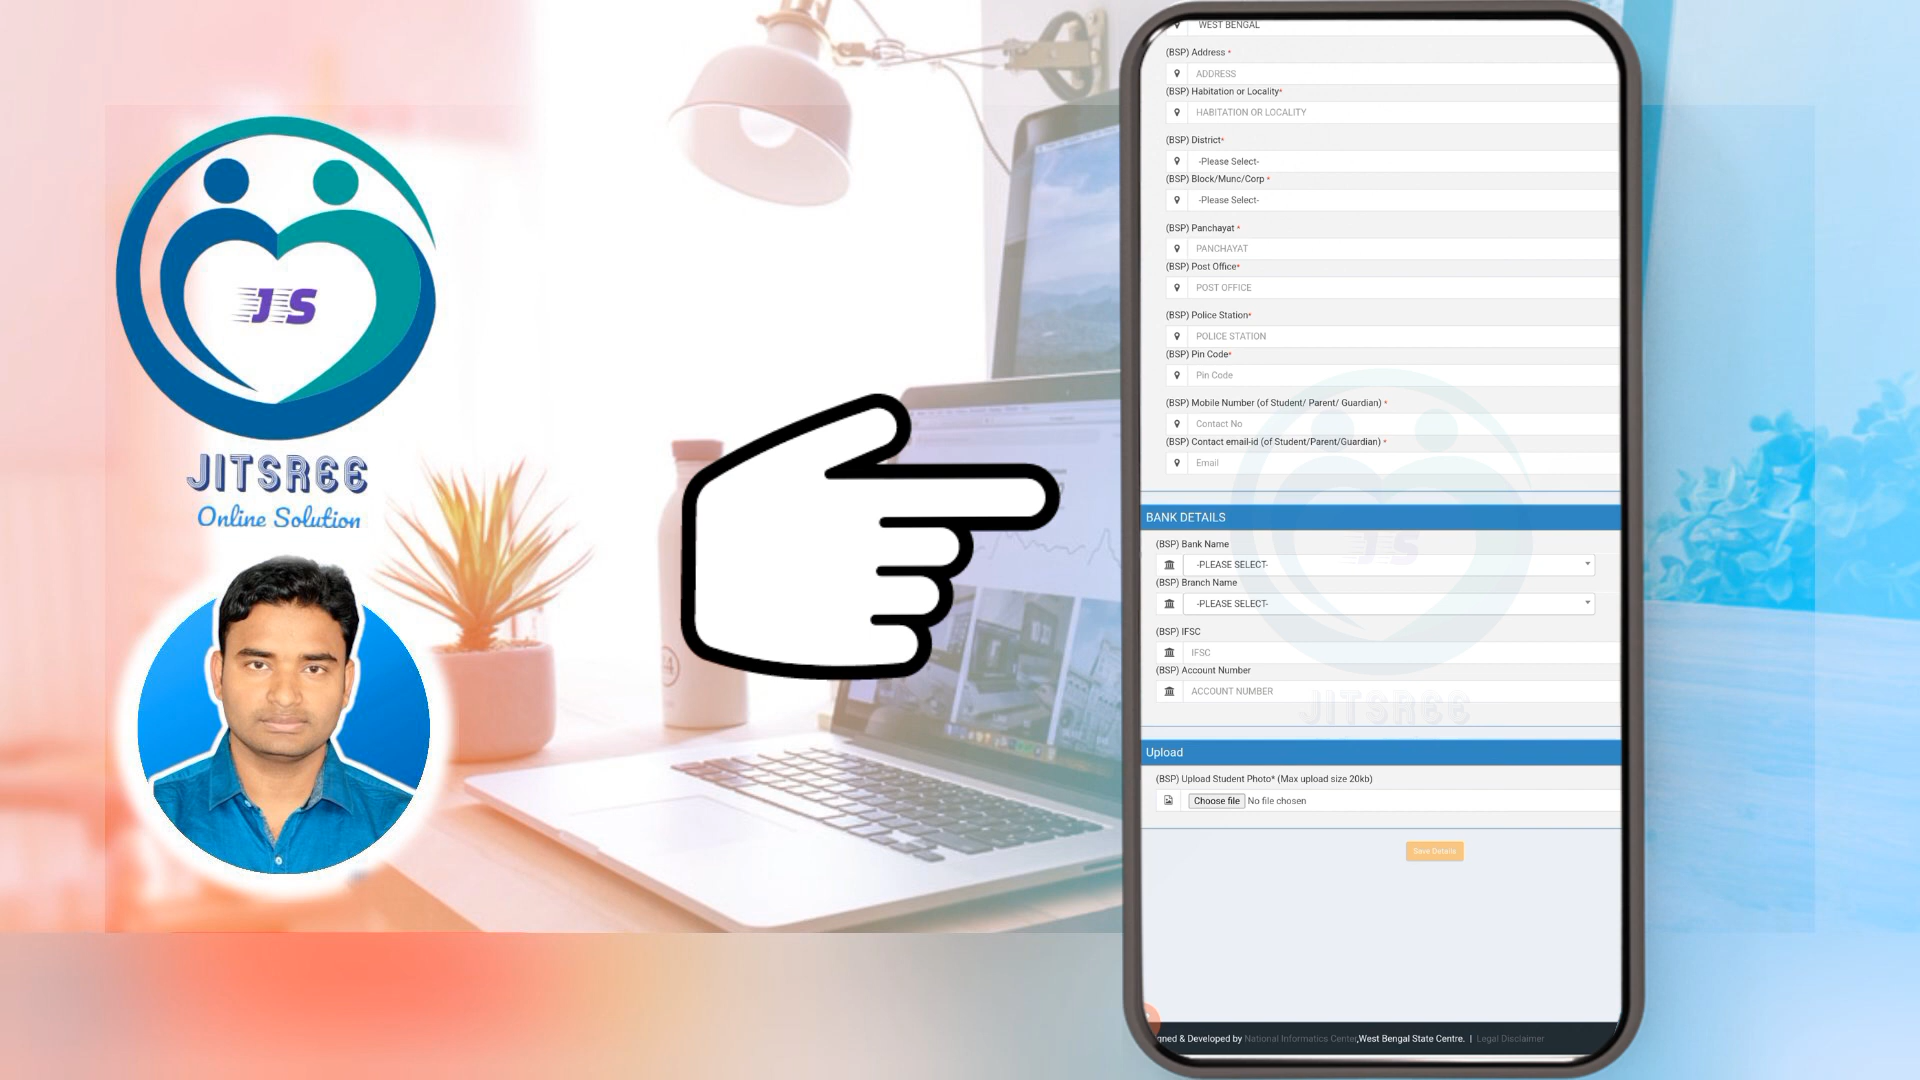 JS
JITSREE
Online Solution
WEST BENGAL
(BSP) Address *
ADDRESS
(BSP) Habitation or Locality*
HABITATION OR LOCALITY
(BSP) District*
-Please Select-
(BSP) Block/Munc/Corp *
-Please Select-
(BSP) Panchayat *
PANCHAYAT
(BSP) Post Office*
POST OFFICE
(BSP) Police Station*
POLICE STATION
(BSP) Pin Code*
Pin Code
(BSP) Mobile Number (of Student/ Parent/ Guardian) *
Contact No
(BSP) Contact email-id (of Student/Parent/Guardian) *
Email
BANK DETAILS
(BSP) Bank Name
-PLEASE SELECT-
(BSP) Branch Name
-PLEASE SELECT-
(BSP) IFSC
IFSC
(BSP) Account Number
ACCOUNT NUMBER
JS
JITSREE
Upload
(BSP) Upload Student Photo* (Max upload size 20kb)
Choose file No file chosen
Save Details
gned & Developed by National Informatics Center,West Bengal State Centre. | Legal Disclaimer